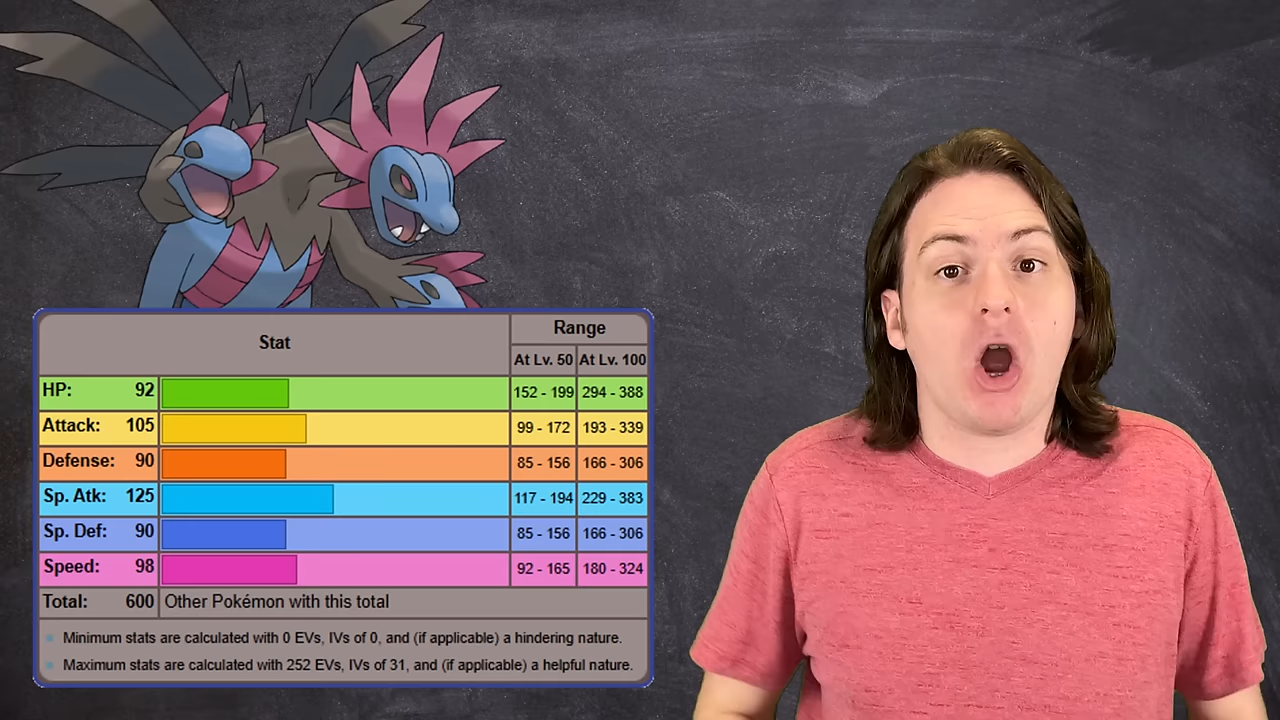 Stat
Range
At Lv. 50 At Lv. 100
HP: 92 152 - 199 294 - 388
Attack: 105 99 - 172 193 - 339
Defense: 90 85 - 156 166 - 306
Sp. Atk: 125 117 - 194 229 - 383
Sp. Def: 90 85 - 156 166 - 306
Speed: 98 92 - 165 180 - 324
Total: 600 Other Pokémon with this total
Minimum stats are calculated with 0 EVs, IVs of 0, and (if applicable) a hindering nature.
Maximum stats are calculated with 252 EVs, IVs of 31, and (if applicable) a helpful nature.